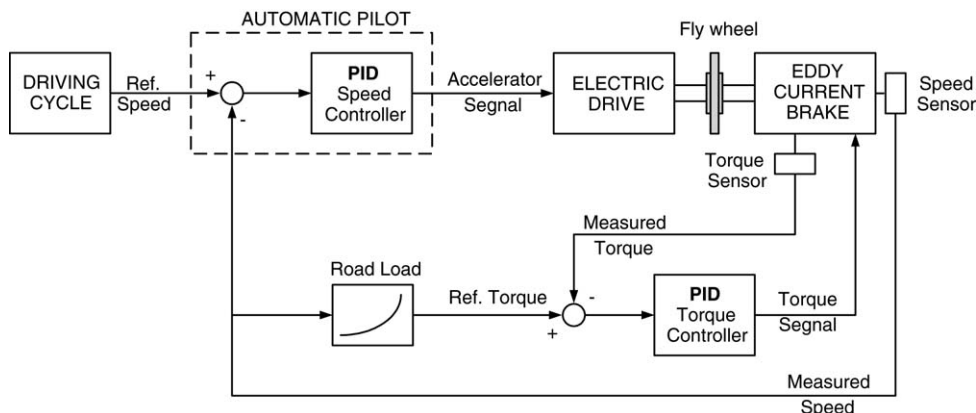 AUTOMATIC PILOT
Fly wheel
DRIVING
CYCLE
Ref.
Speed
+
-
PID
Speed
Controller
Accelerator
Segnal
ELECTRIC
DRIVE
EDDY
CURRENT
BRAKE
Speed
Sensor
Torque
Sensor
Measured
Torque
Road Load
Ref. Torque
-
+
PID
Torque
Controller
Torque
Segnal
Measured
Speed